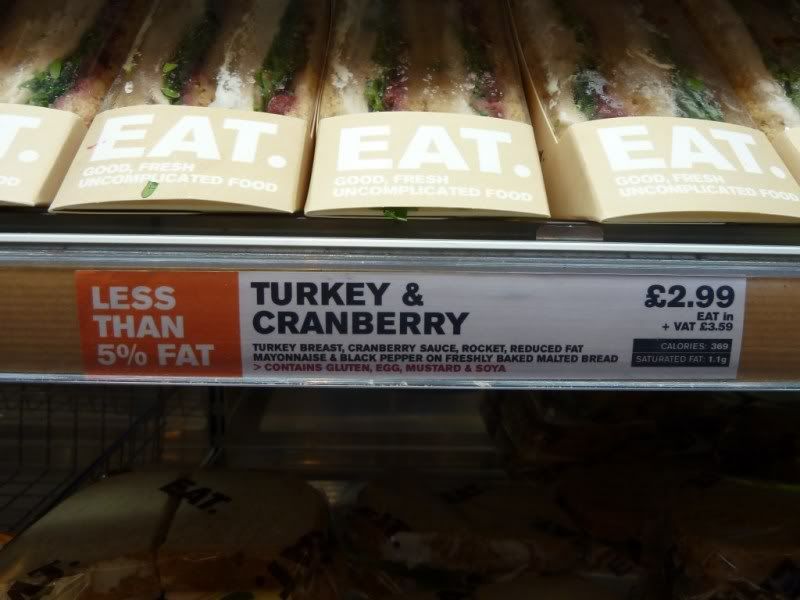 T.
OD
EAT.
GOOD, FRESH
UNCOMPLICATED FOOD
EAT.
GOOD, FRESH
UNCOMPLICATED FOOD
EAT.
GOOD, FRESH
UNCOMPLICATED FOOD
LESS
THAN
5% FAT
TURKEY &
CRANBERRY
TURKEY BREAST, CRANBERRY SAUCE, ROCKET, REDUCED FAT
MAYONNAISE & BLACK PEPPER ON FRESHLY BAKED MALTED BREAD
> CONTAINS GLUTEN, EGG, MUSTARD & SOYA
£2.99
EAT in
+ VAT £3.59
CALORIES: 369
SATURATED FAT: 1.1g
EAT.